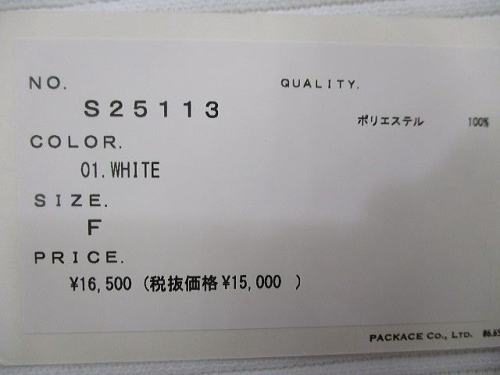 NO.
QUALITY.
S25113
ポリエステル 100%
COLOR.
01.WHITE
SIZE.
F
PRICE.
¥16,500 (税抜価格¥15,000 )
PACKACE CO., LTD.